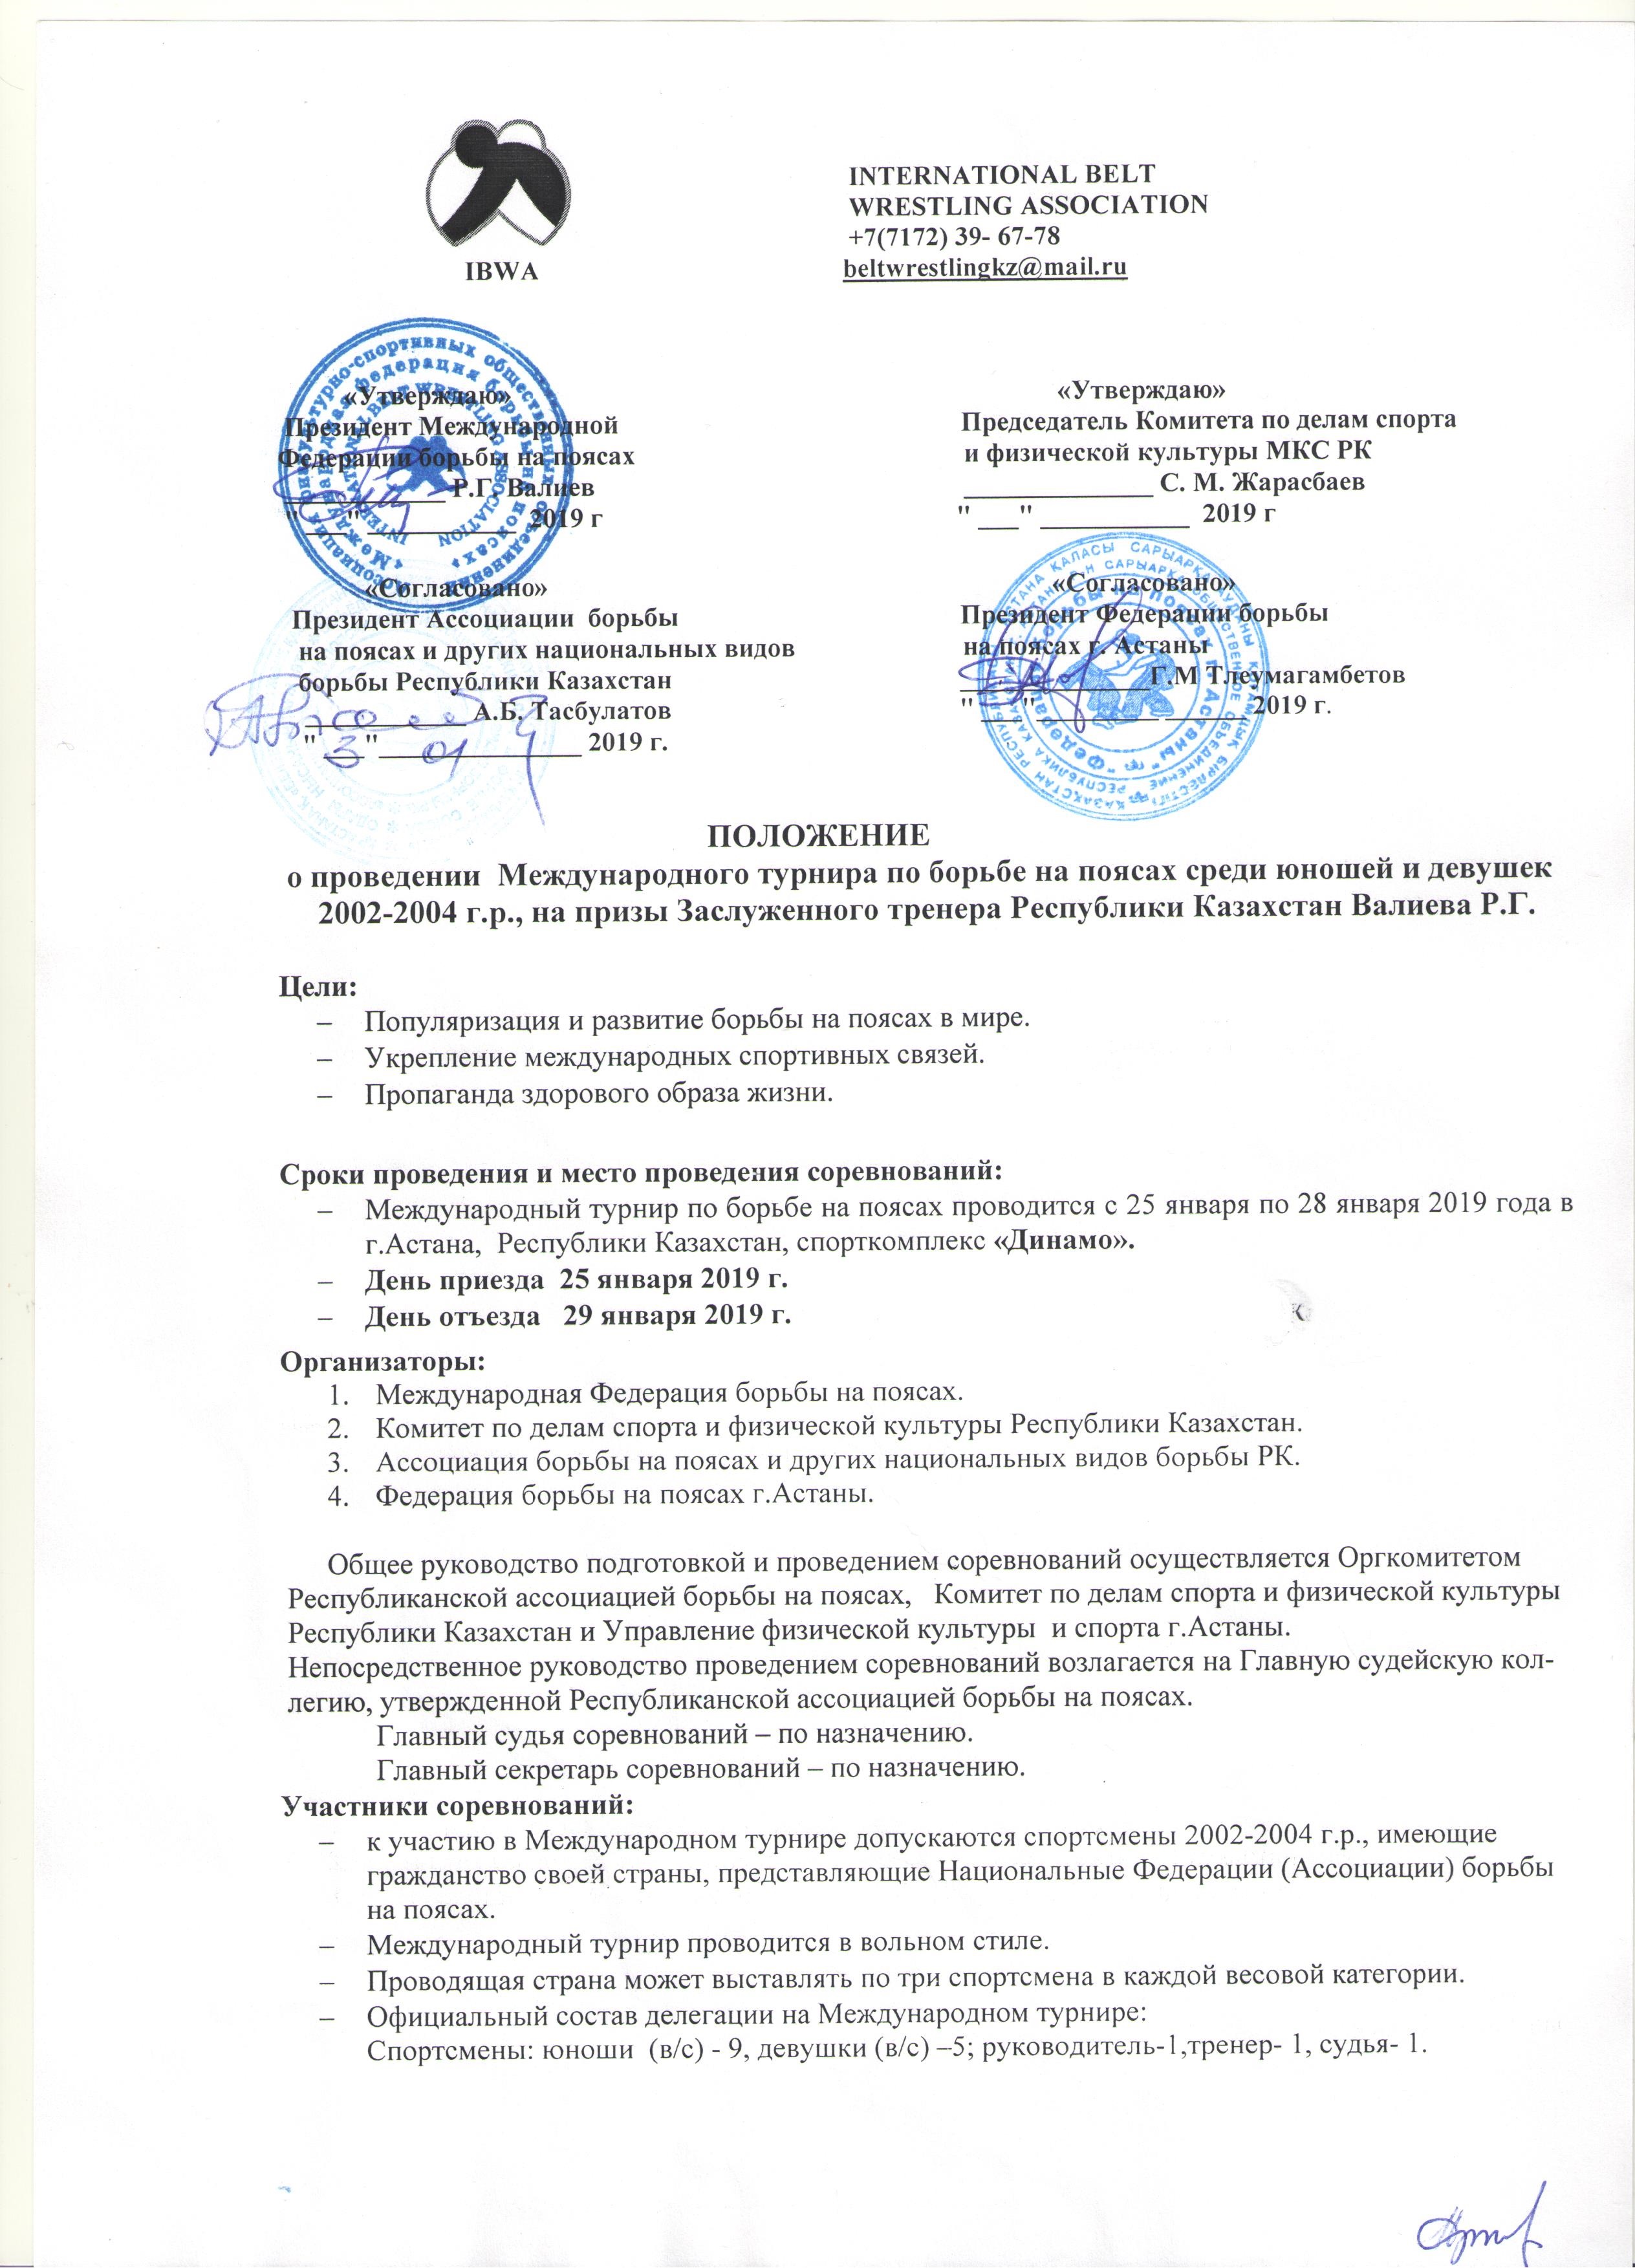 IBWA
INTERNATIONAL BELT
WRESTLING ASSOCIATION
+7(7172) 39- 67-78
beltwrestlingkz@mail.ru
«Утверждаю»
Президент Международной
Федерации борьбы на поясах
____________ Р.Г. Валиев
"___" ___________ 2019 г
«Утверждаю»
Председатель Комитета по делам спорта
и физической культуры МКС РК
______________ С. М. Жарасбаев
" ___" ___________ 2019 г
«Согласовано»
Президент Ассоциации борьбы
на поясах и других национальных видов
борьбы Республики Казахстан
____________ А.Б. Тасбулатов
" 3 " 01 2019 г.
«Согласовано»
Президент Федерации борьбы
на поясах г. Астаны
______________Г.М Тлеумагамбетов
" ___" _________ ______ 2019 г.
ПОЛОЖЕНИЕ
о проведении Международного турнира по борьбе на поясах среди юношей и девушек
2002-2004 г.р., на призы Заслуженного тренера Республики Казахстан Валиева Р.Г.
Цели:
– Популяризация и развитие борьбы на поясах в мире.
– Укрепление международных спортивных связей.
– Пропаганда здорового образа жизни.
Сроки проведения и место проведения соревнований:
– Международный турнир по борьбе на поясах проводится с 25 января по 28 января 2019 года в
г.Астана, Республики Казахстан, спорткомплекс «Динамо».
– День приезда 25 января 2019 г.
– День отъезда 29 января 2019 г.
Организаторы:
1. Международная Федерация борьбы на поясах.
2. Комитет по делам спорта и физической культуры Республики Казахстан.
3. Ассоциация борьбы на поясах и других национальных видов борьбы РК.
4. Федерация борьбы на поясах г.Астаны.
Общее руководство подготовкой и проведением соревнований осуществляется Оргкомитетом
Республиканской ассоциацией борьбы на поясах, Комитет по делам спорта и физической культуры
Республики Казахстан и Управление физической культуры и спорта г.Астаны.
Непосредственное руководство проведением соревнований возлагается на Главную судейскую кол-
легию, утвержденной Республиканской ассоциацией борьбы на поясах.
Главный судья соревнований – по назначению.
Главный секретарь соревнований – по назначению.
Участники соревнований:
– к участию в Международном турнире допускаются спортсмены 2002-2004 г.р., имеющие
гражданство своей страны, представляющие Национальные Федерации (Ассоциации) борьбы
на поясах.
– Международный турнир проводится в вольном стиле.
– Проводящая страна может выставлять по три спортсмена в каждой весовой категории.
– Официальный состав делегации на Международном турнире:
Спортсмены: юноши (в/с) - 9, девушки (в/с) –5; руководитель-1,тренер- 1, судья- 1.